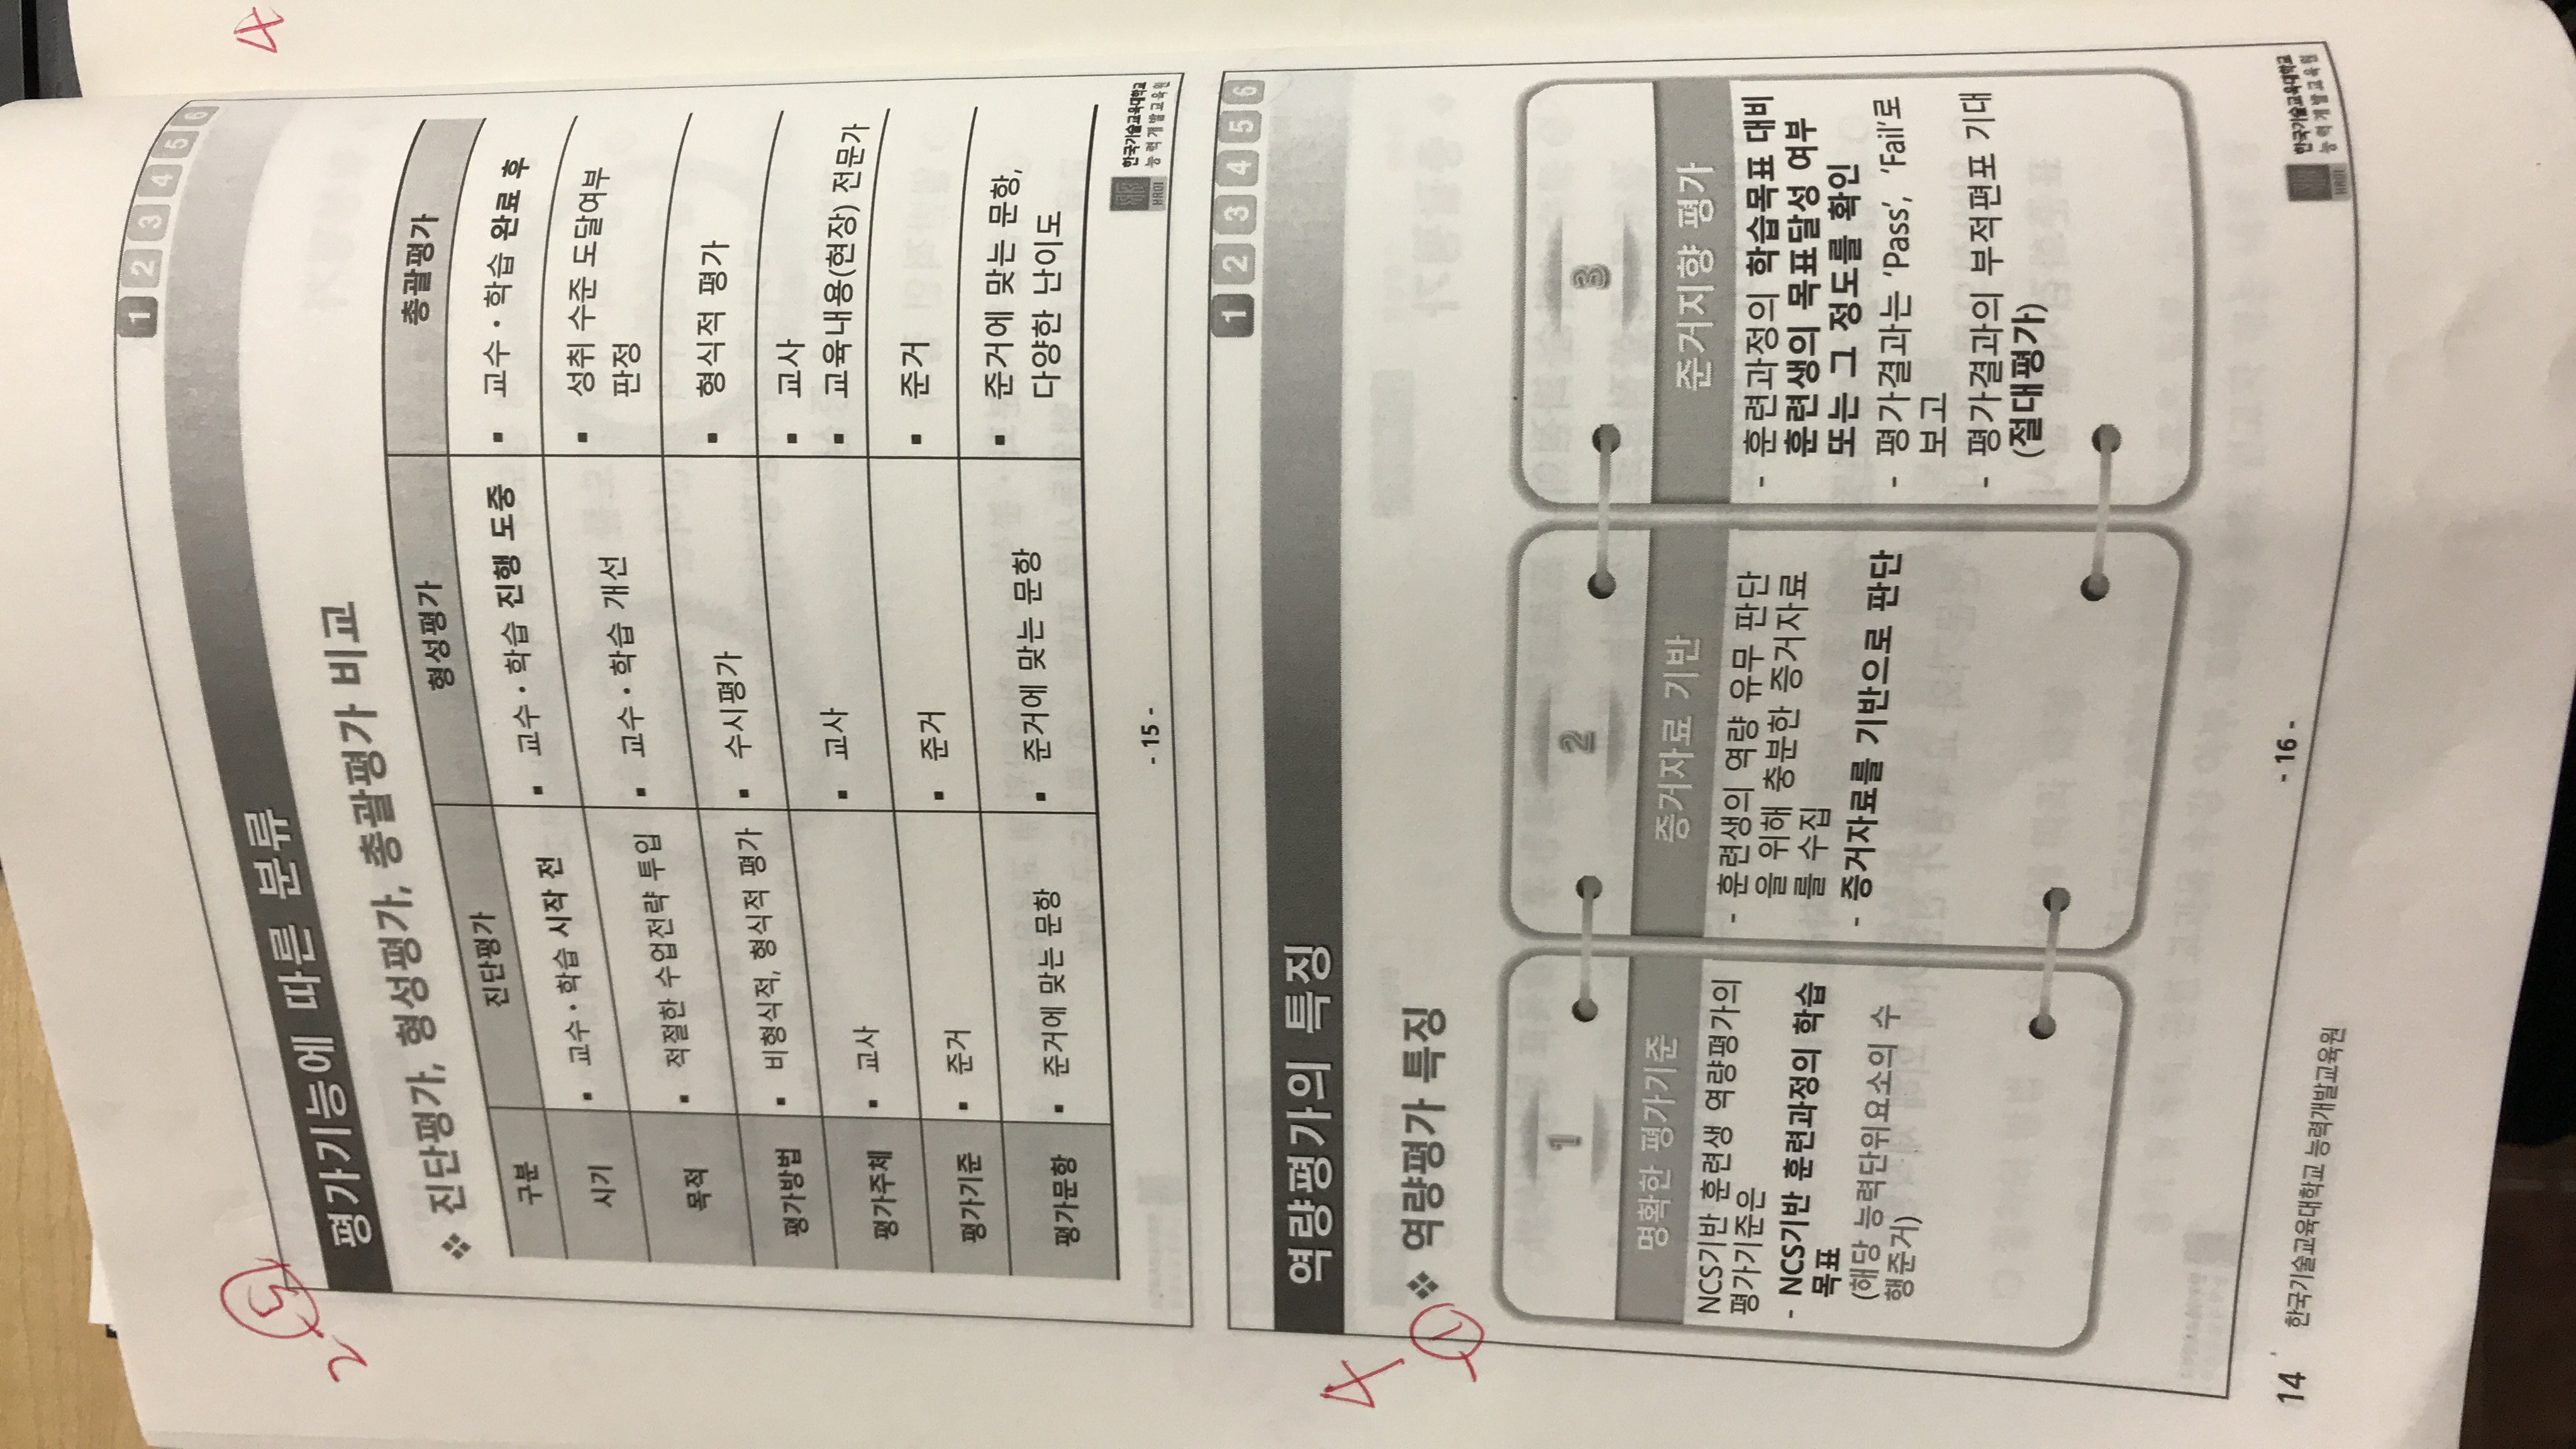 1 2 3 4 5 6
2-⑤
4
평가기능에 따른 분류
❖ 진단평가, 형성평가, 총괄평가 비교
구분 진단평가 형성평가 총괄평가
시기 ▪ 교수・학습 시작 전 ▪ 교수・학습 진행 도중 ▪ 교수・학습 완료 후
목적 ▪ 적절한 수업전략 투입 ▪ 교수・학습 개선 ▪ 성취 수준 도달여부
판정
평가방법 ▪ 비형식적, 형식적 평가 ▪ 수시평가 ▪ 형식적 평가
평가주체 ▪ 교사 ▪ 교사 ▪ 교사
▪ 교육내용(현장) 전문가
평가기준 ▪ 준거 ▪ 준거 ▪ 준거
평가문항 ▪ 준거에 맞는 문항 ▪ 준거에 맞는 문항 ▪ 준거에 맞는 문항,
다양한 난이도
- 15 -
HRDI
한국기술교육대학교
능력개발교육원
1 2 3 4 5 6
역량평가의 특징
4
-①
❖ 역량평가 특징
1
명확한 평가기준
NCS기반 훈련생 역량평가의
평가기준은
- NCS기반 훈련과정의 학습
목표
(해당 능력단위요소의 수
행준거)
2
증거자료 기반
- 훈련생의 역량 유무 판단
을 위해 충분한 증거자료
를 수집
- 증거자료를 기반으로 판단
3
준거지향 평가
- 훈련과정의 학습목표 대비
훈련생의 목표달성 여부
또는 그 정도를 확인
- 평가결과는 ‘Pass’, ‘Fail’로
보고
- 평가결과의 부적편포 기대
(절대평가)
- 16 -
HRDI
한국기술교육대학교
능력개발교육원
14 한국기술교육대학교 능력개발교육원